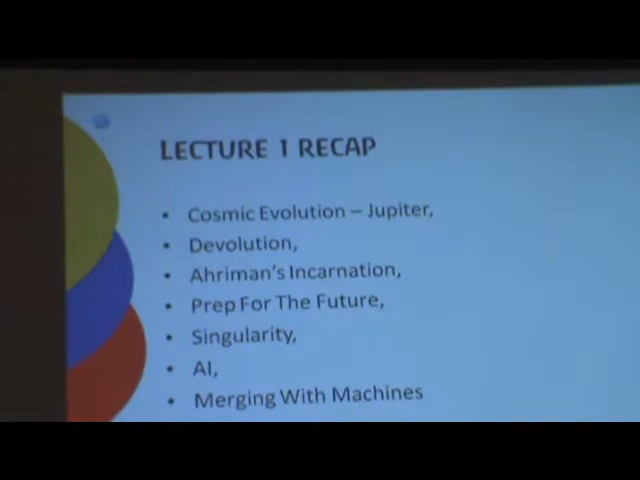 LECTURE 1 RECAP
• Cosmic Evolution – Jupiter,
• Devolution,
• Ahriman's Incarnation,
• Prep For The Future,
• Singularity,
• AI,
• Merging With Machines